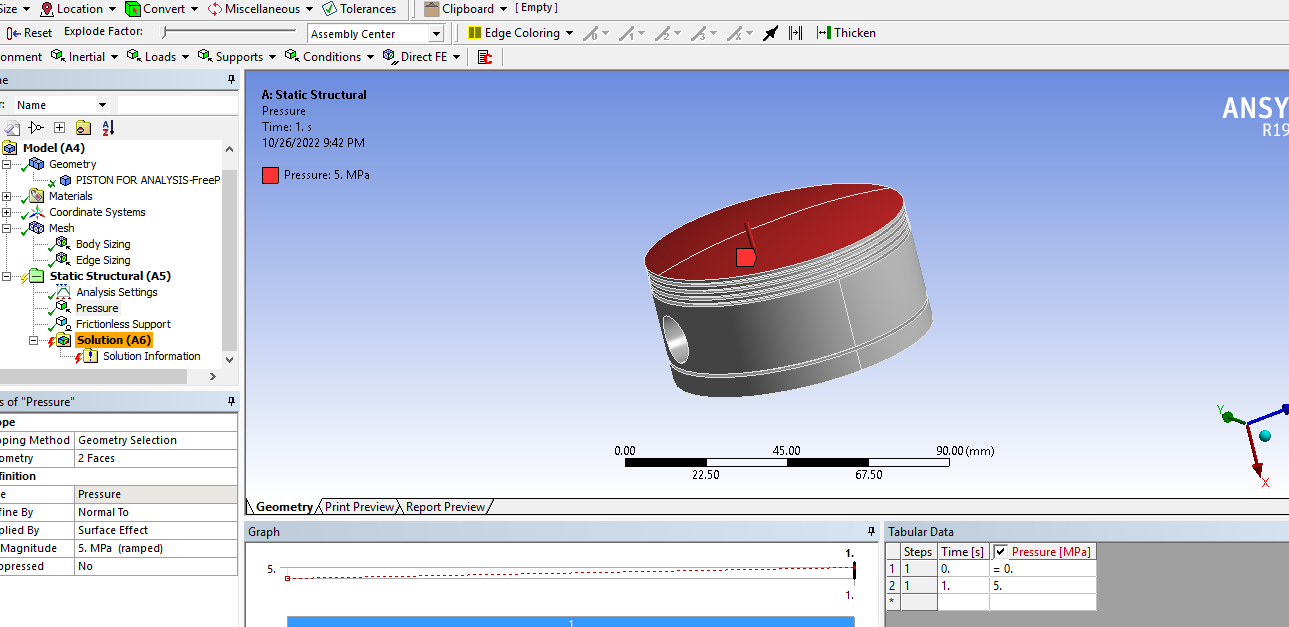 Size Location Convert Miscellaneous Tolerances Clipboard [ Empty ]
Reset Explode Factor: Assembly Center Edge Coloring Thicken
onment Inertial Loads Supports Conditions Direct FE
ne
r: Name
Model (A4)
Geometry
PISTON FOR ANALYSIS-FreeP
Materials
Coordinate Systems
Mesh
Body Sizing
Edge Sizing
Static Structural (A5)
Analysis Settings
Pressure
Frictionless Support
Solution (A6)
Solution Information
s of "Pressure"
ope
oping Method Geometry Selection
ometry 2 Faces
finition
e Pressure
fine By Normal To
plied By Surface Effect
Magnitude 5. MPa (ramped)
ppressed No
A: Static Structural
Pressure
Time: 1. s
10/26/2022 9:42 PM
Pressure: 5. MPa
ANSY
R19
0.00 45.00 90.00 (mm)
22.50 67.50
Y
X
Geometry Print Preview Report Preview
Graph
1.
5.
1.
1
Tabular Data
Steps Time [s] Pressure [MPa]
1 1 0. = 0.
2 1 1. 5.
*